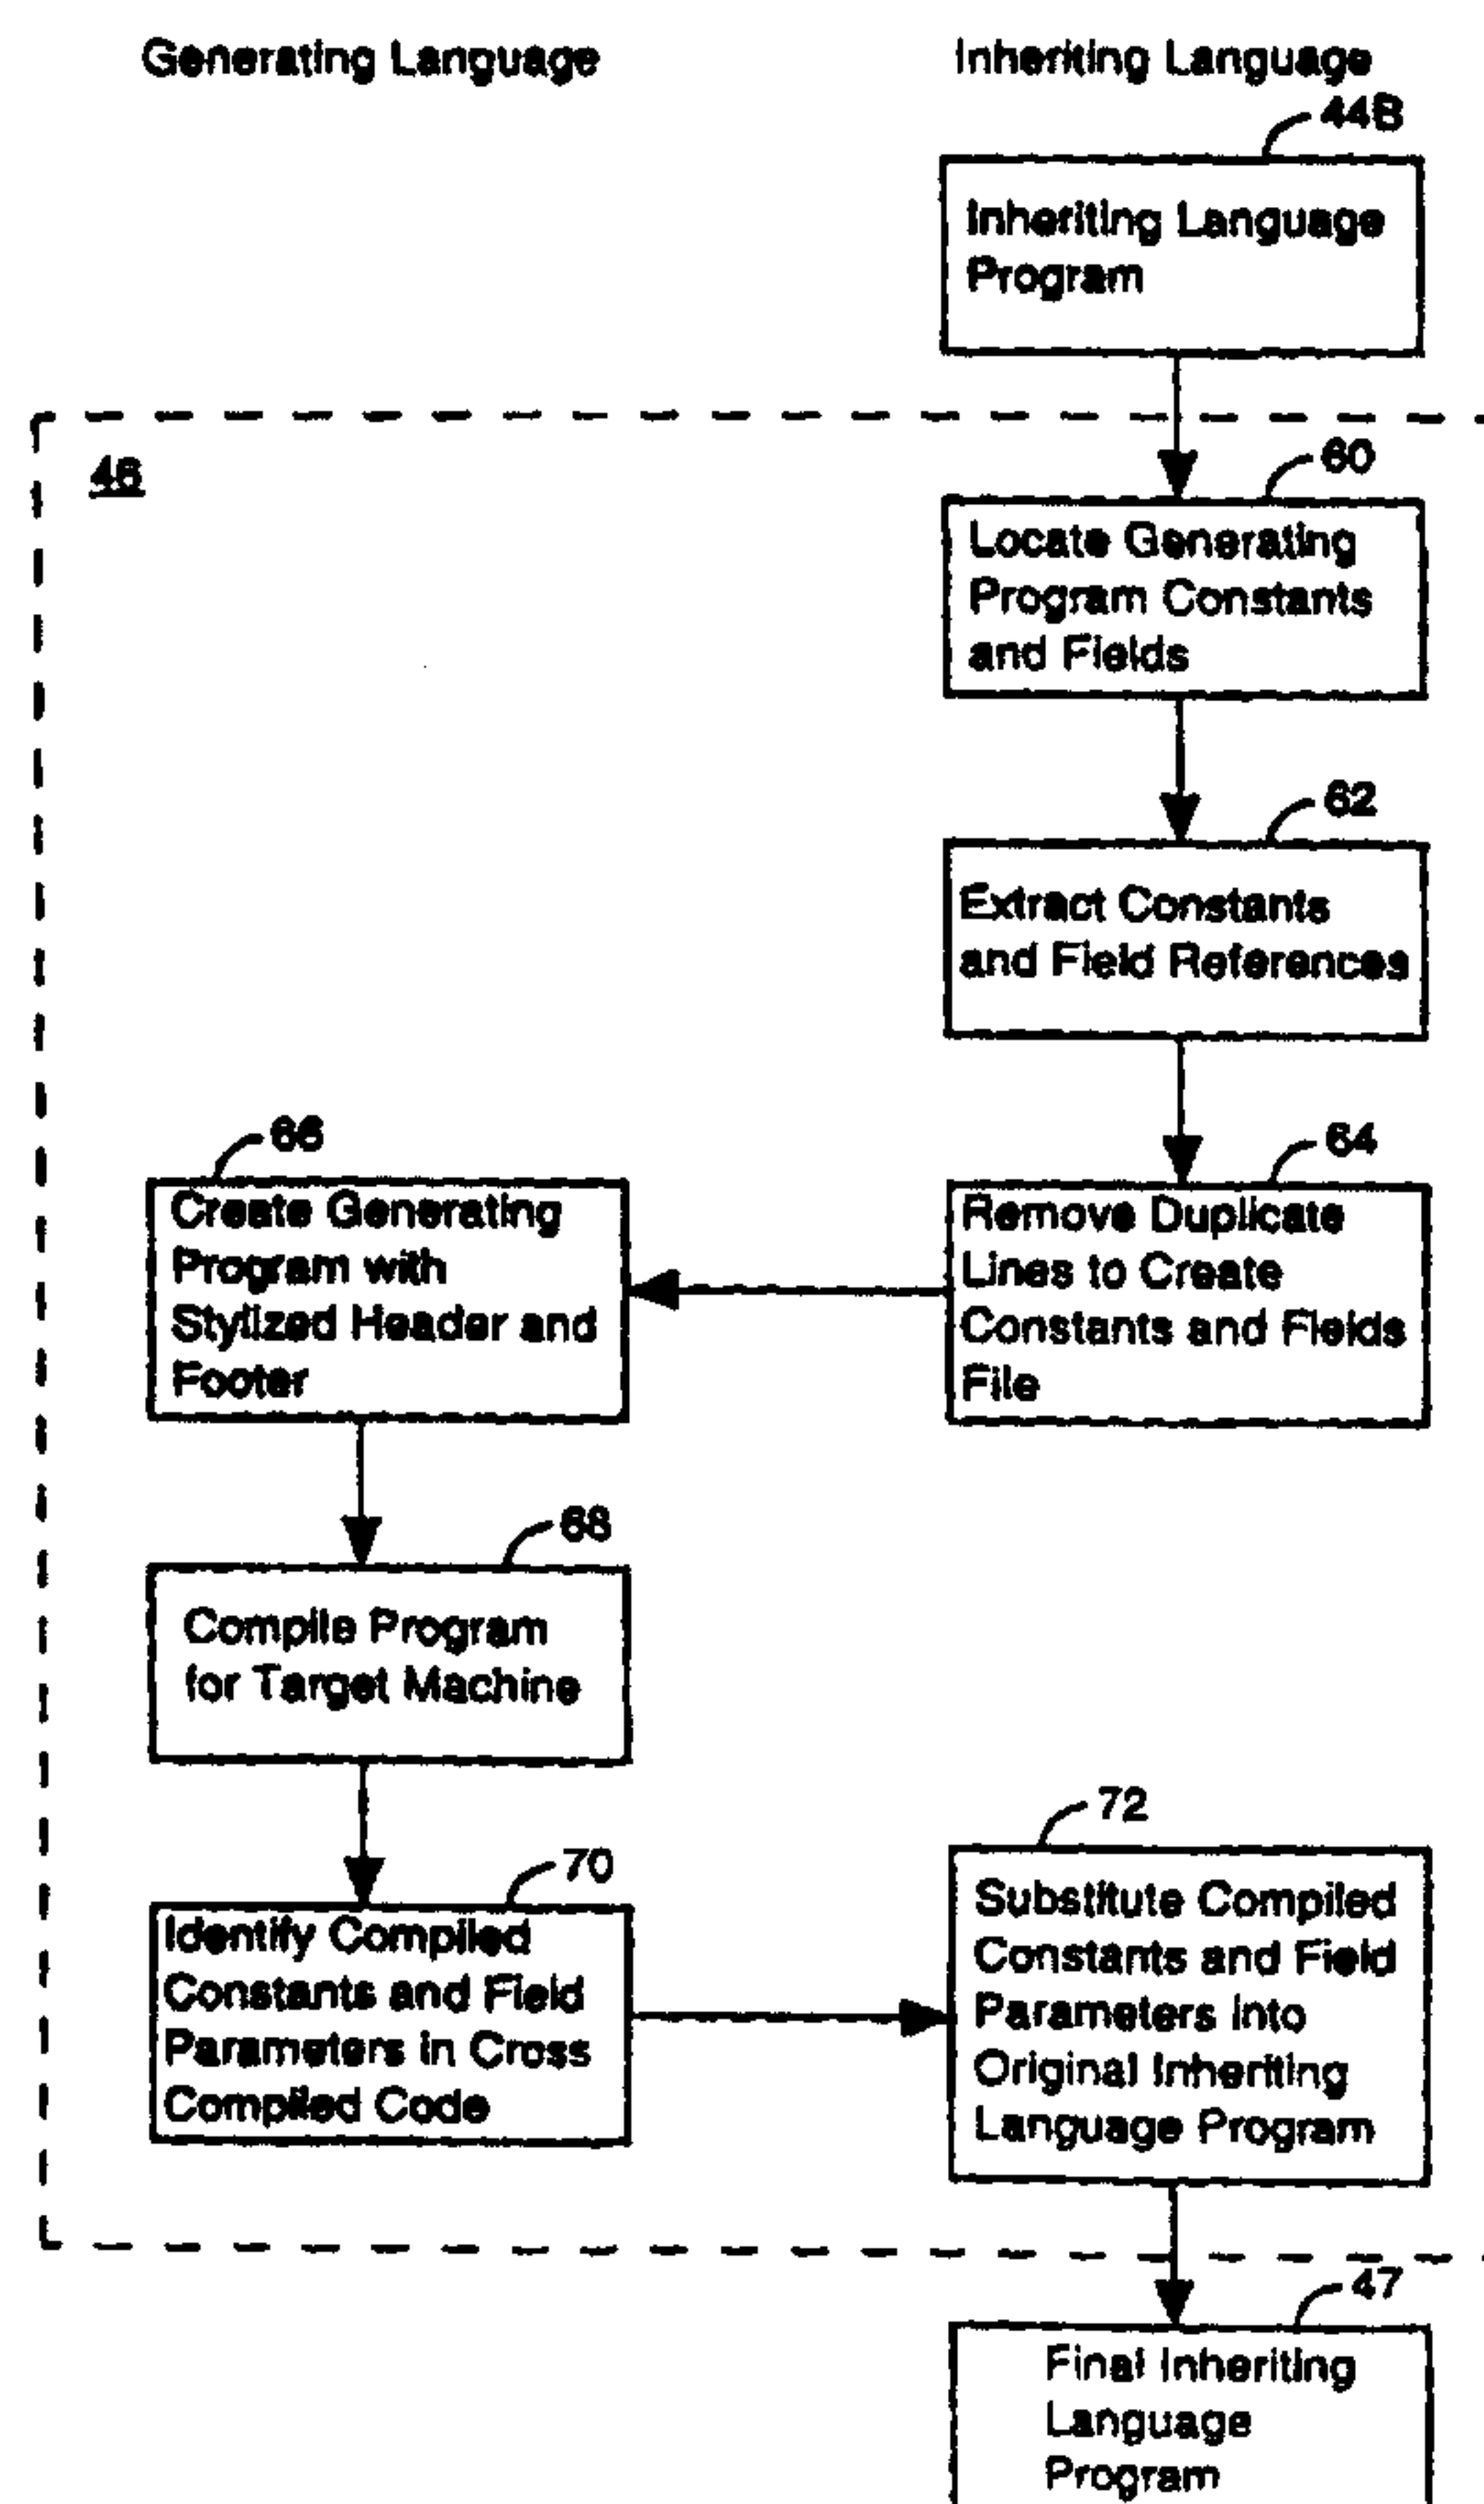 Generating Language
Inheriting Language
44B
Inheriting Language
Program
60
Locate Generating
Program Constants
and Fields
62
Extract Constants
and Field References
64
Remove Duplicate
Lines to Create
Constants and Fields
File
66
Create Generating
Program with
Stylized Header and
Footer
68
Compile Program
for Target Machine
70
Identify Compiled
Constants and Field
Parameters in Cross
Compiled Code
72
Substitute Compiled
Constants and Field
Parameters Into
Original Inheriting
Language Program
47
Final Inheriting
Language
Program